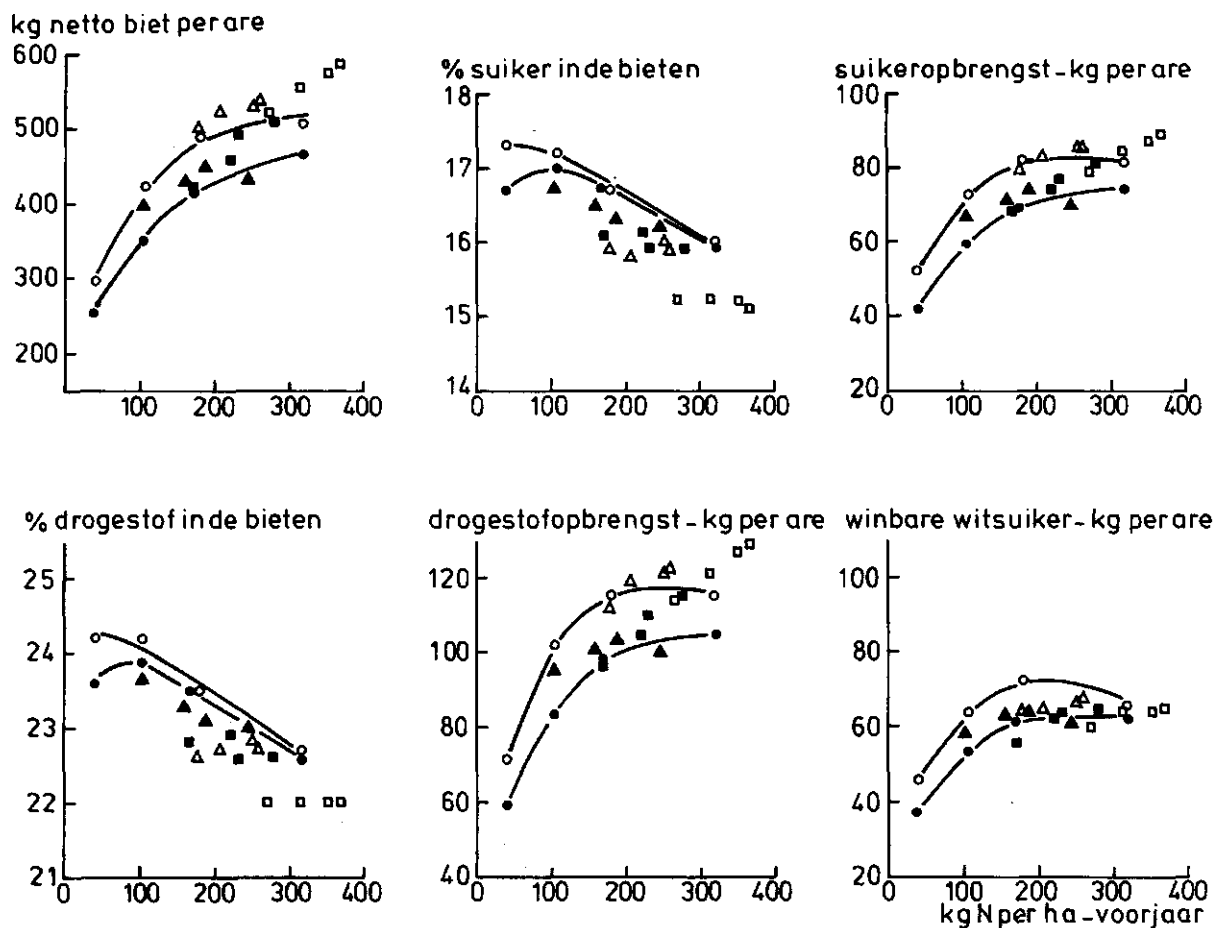 kg netto biet per are
600
500
400
300
200
100 200 300 400
% suiker in de bieten
18
17
16
15
14
0 100 200 300 400
suikeropbrengst - kg per are
100
80
60
40
20
0 100 200 300 400
% drogestof in de bieten
25
24
23
22
21
0 100 200 300 400
drogestofopbrengst - kg per are
120
100
80
60
40
0 100 200 300 400
winbare witsuiker - kg per are
100
80
60
40
20
0 100 200 300 400
kg N per ha - voorjaar